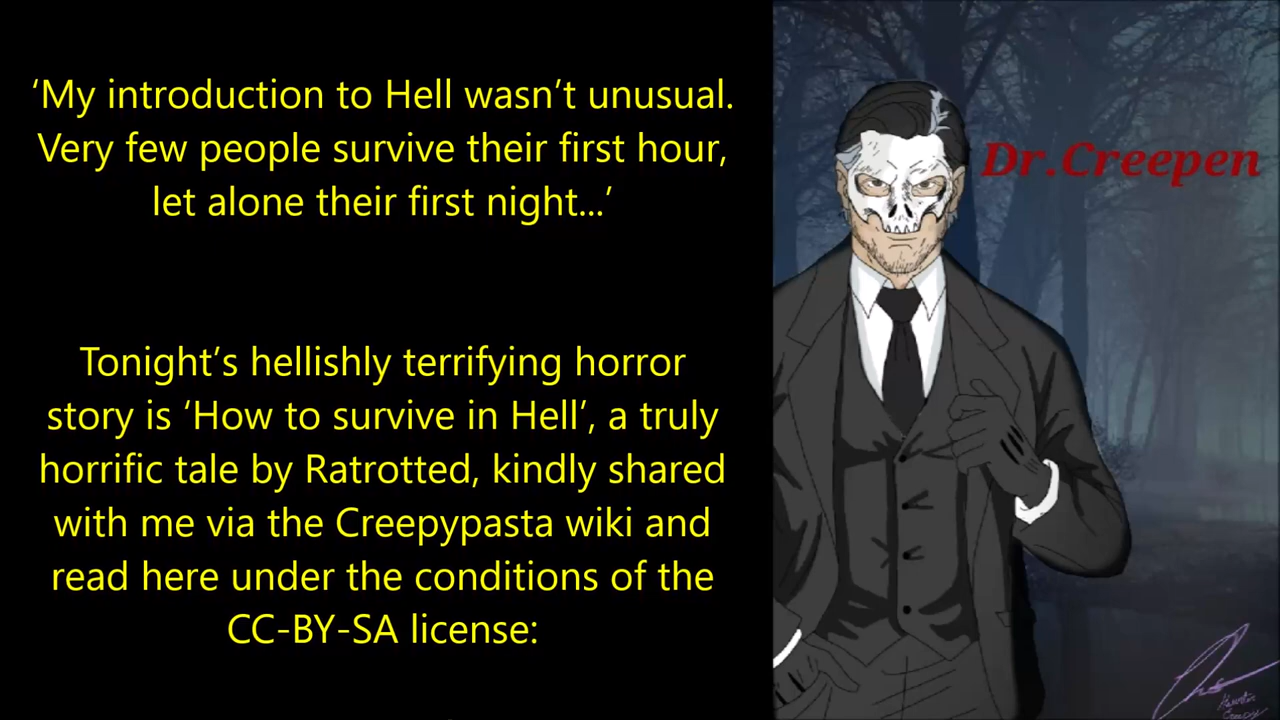 ‘My introduction to Hell wasn’t unusual.
Very few people survive their first hour,
let alone their first night...’
Tonight’s hellishly terrifying horror
story is ‘How to survive in Hell’, a truly
horrific tale by Ratrotted, kindly shared
with me via the Creepypasta wiki and
read here under the conditions of the
CC-BY-SA license:
Dr.Creepen